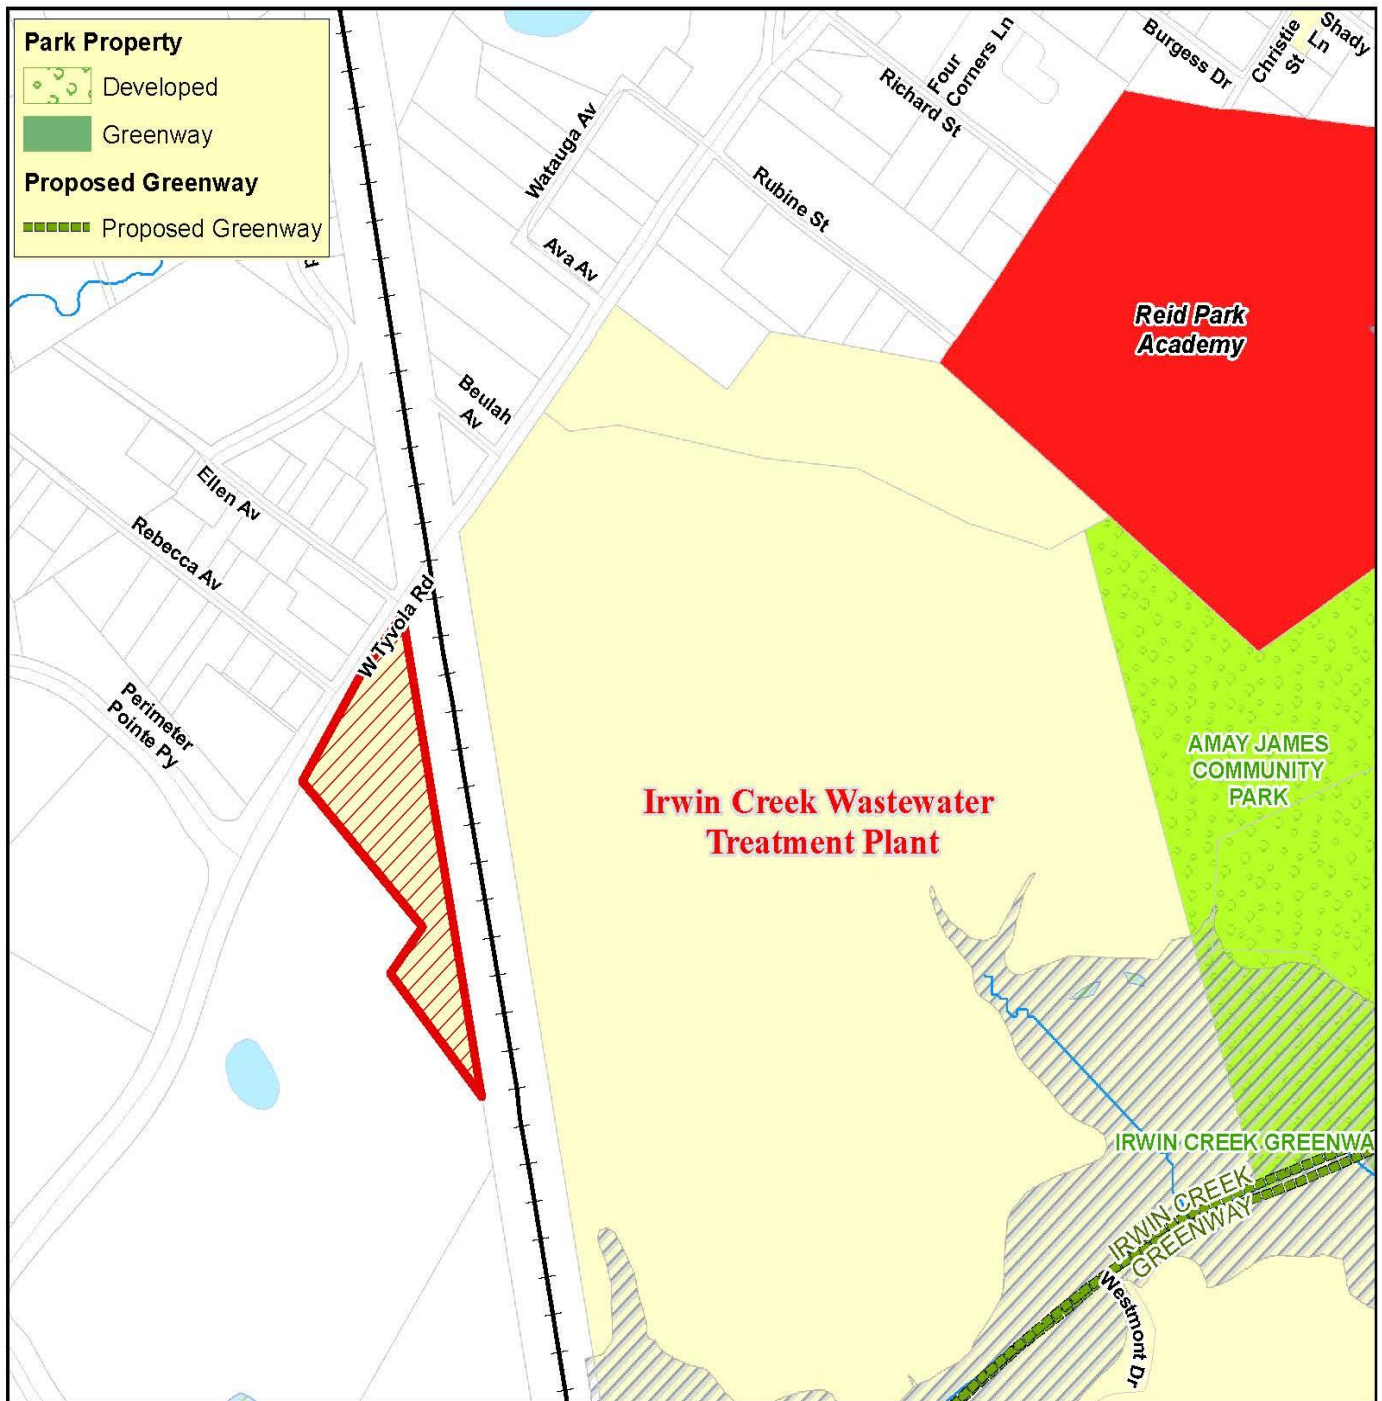 Park Property
Developed
Greenway
Proposed Greenway
Proposed Greenway
Four
Corners Ln
Richard St
Burgess Dr
Christie
St
Shady
Ln
Watauga Av
Rubine St
Ava Av
Reid Park
Academy
Beulah
Av
Ellen Av
Rebecca Av
W Tyvola Rd
Perimeter
Pointe Py
AMAY JAMES
COMMUNITY
PARK
Irwin Creek Wastewater
Treatment Plant
IRWIN CREEK GREENWA
IRWIN CREEK
GREENWAY
Westmont Dr